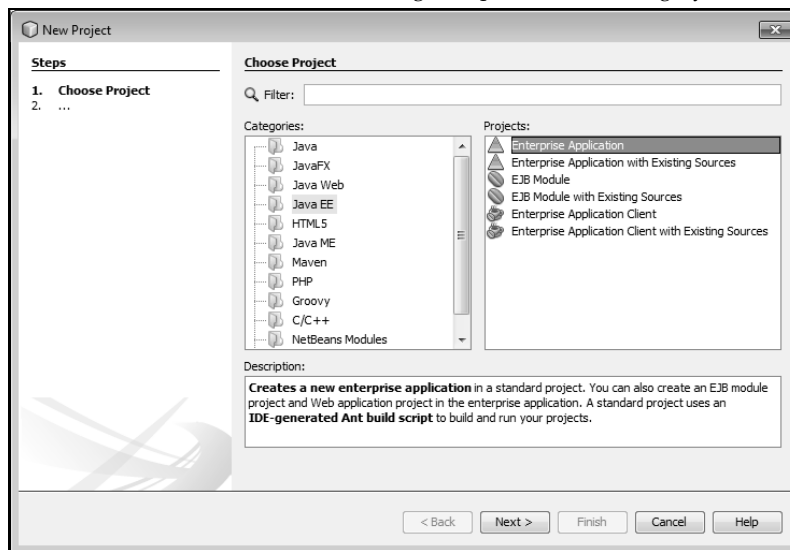 New Project
Steps
1. Choose Project
2. ...
Choose Project
Filter:
Categories:
Java
JavaFX
Java Web
Java EE
HTML5
Java ME
Maven
PHP
Groovy
C/C++
NetBeans Modules
Projects:
Enterprise Application
Enterprise Application with Existing Sources
EJB Module
EJB Module with Existing Sources
Enterprise Application Client
Enterprise Application Client with Existing Sources
Description:
Creates a new enterprise application in a standard project. You can also create an EJB module
project and Web application project in the enterprise application. A standard project uses an
IDE-generated Ant build script to build and run your projects.
< Back
Next >
Finish
Cancel
Help